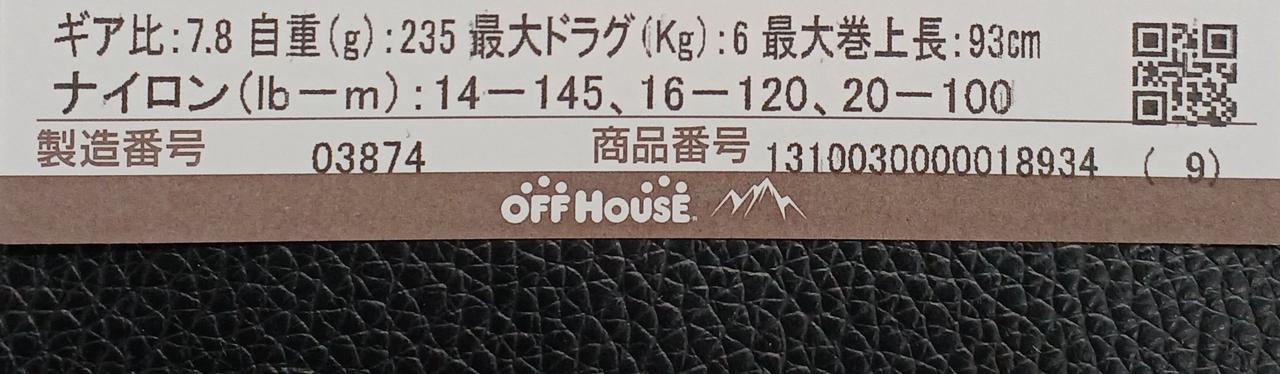 ギア比:7.8 自重(g):235 最大ドラグ(Kg):6 最大巻上長:93cm
ナイロン(lb－m):14－145、16－120、20－100
製造番号 03874 商品番号 1310030000018934 ( 9)
OFF HOUSE